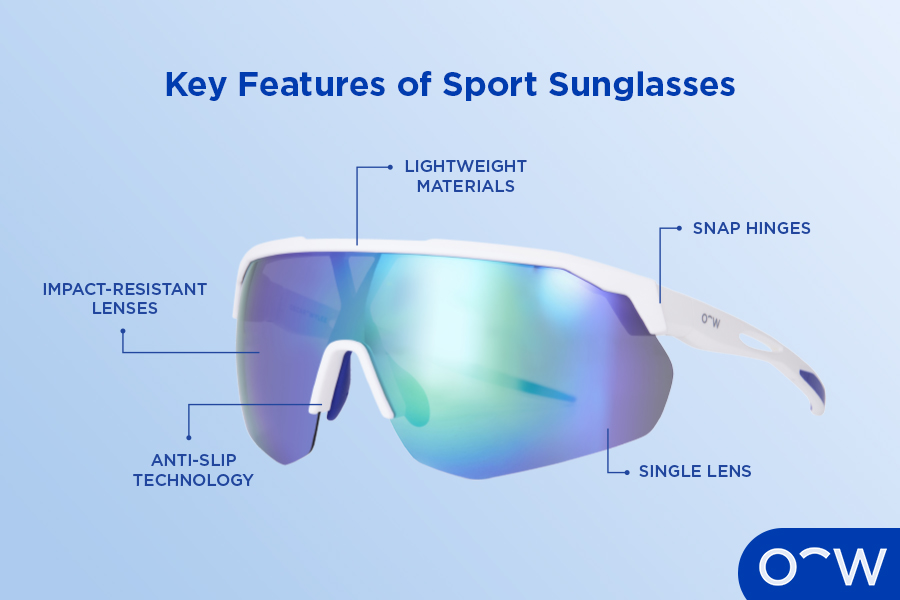 Key Features of Sport Sunglasses
LIGHTWEIGHT
MATERIALS
SNAP HINGES
IMPACT-RESISTANT
LENSES
O⌒W
ANTI-SLIP
TECHNOLOGY
SINGLE LENS
O⌒W